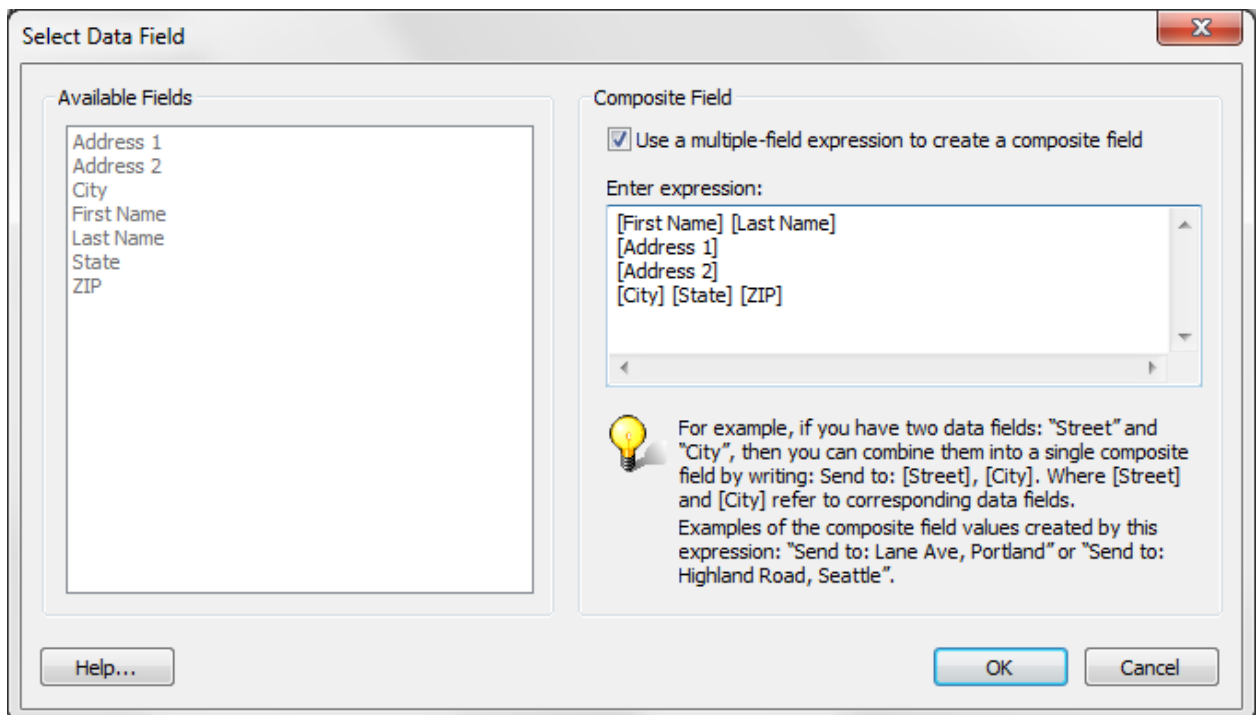 Select Data Field
Available Fields
Address 1
Address 2
City
First Name
Last Name
State
ZIP
Composite Field
Use a multiple-field expression to create a composite field
Enter expression:
[First Name] [Last Name]
[Address 1]
[Address 2]
[City] [State] [ZIP]
For example, if you have two data fields: “Street” and
“City”, then you can combine them into a single composite
field by writing: Send to: [Street], [City]. Where [Street]
and [City] refer to corresponding data fields.
Examples of the composite field values created by this
expression: “Send to: Lane Ave, Portland” or “Send to:
Highland Road, Seattle”.
Help...
OK
Cancel